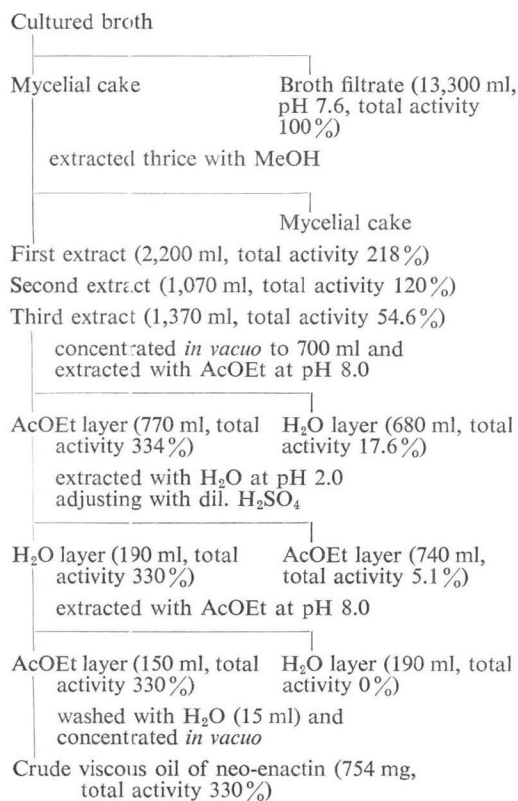 Cultured broth
Mycelial cake
Broth filtrate (13,300 ml,
pH 7.6, total activity
100%)
extracted thrice with MeOH
Mycelial cake
First extract (2,200 ml, total activity 218%)
Second extract (1,070 ml, total activity 120%)
Third extract (1,370 ml, total activity 54.6%)
concentrated in vacuo to 700 ml and
extracted with AcOEt at pH 8.0
AcOEt layer (770 ml, total
activity 334%)
H₂O layer (680 ml, total
activity 17.6%)
extracted with H₂O at pH 2.0
adjusting with dil. H₂SO₄
H₂O layer (190 ml, total
activity 330%)
AcOEt layer (740 ml,
total activity 5.1%)
extracted with AcOEt at pH 8.0
AcOEt layer (150 ml, total
activity 330%)
H₂O layer (190 ml, total
activity 0%)
washed with H₂O (15 ml) and
concentrated in vacuo
Crude viscous oil of neo-enactin (754 mg,
total activity 330%)